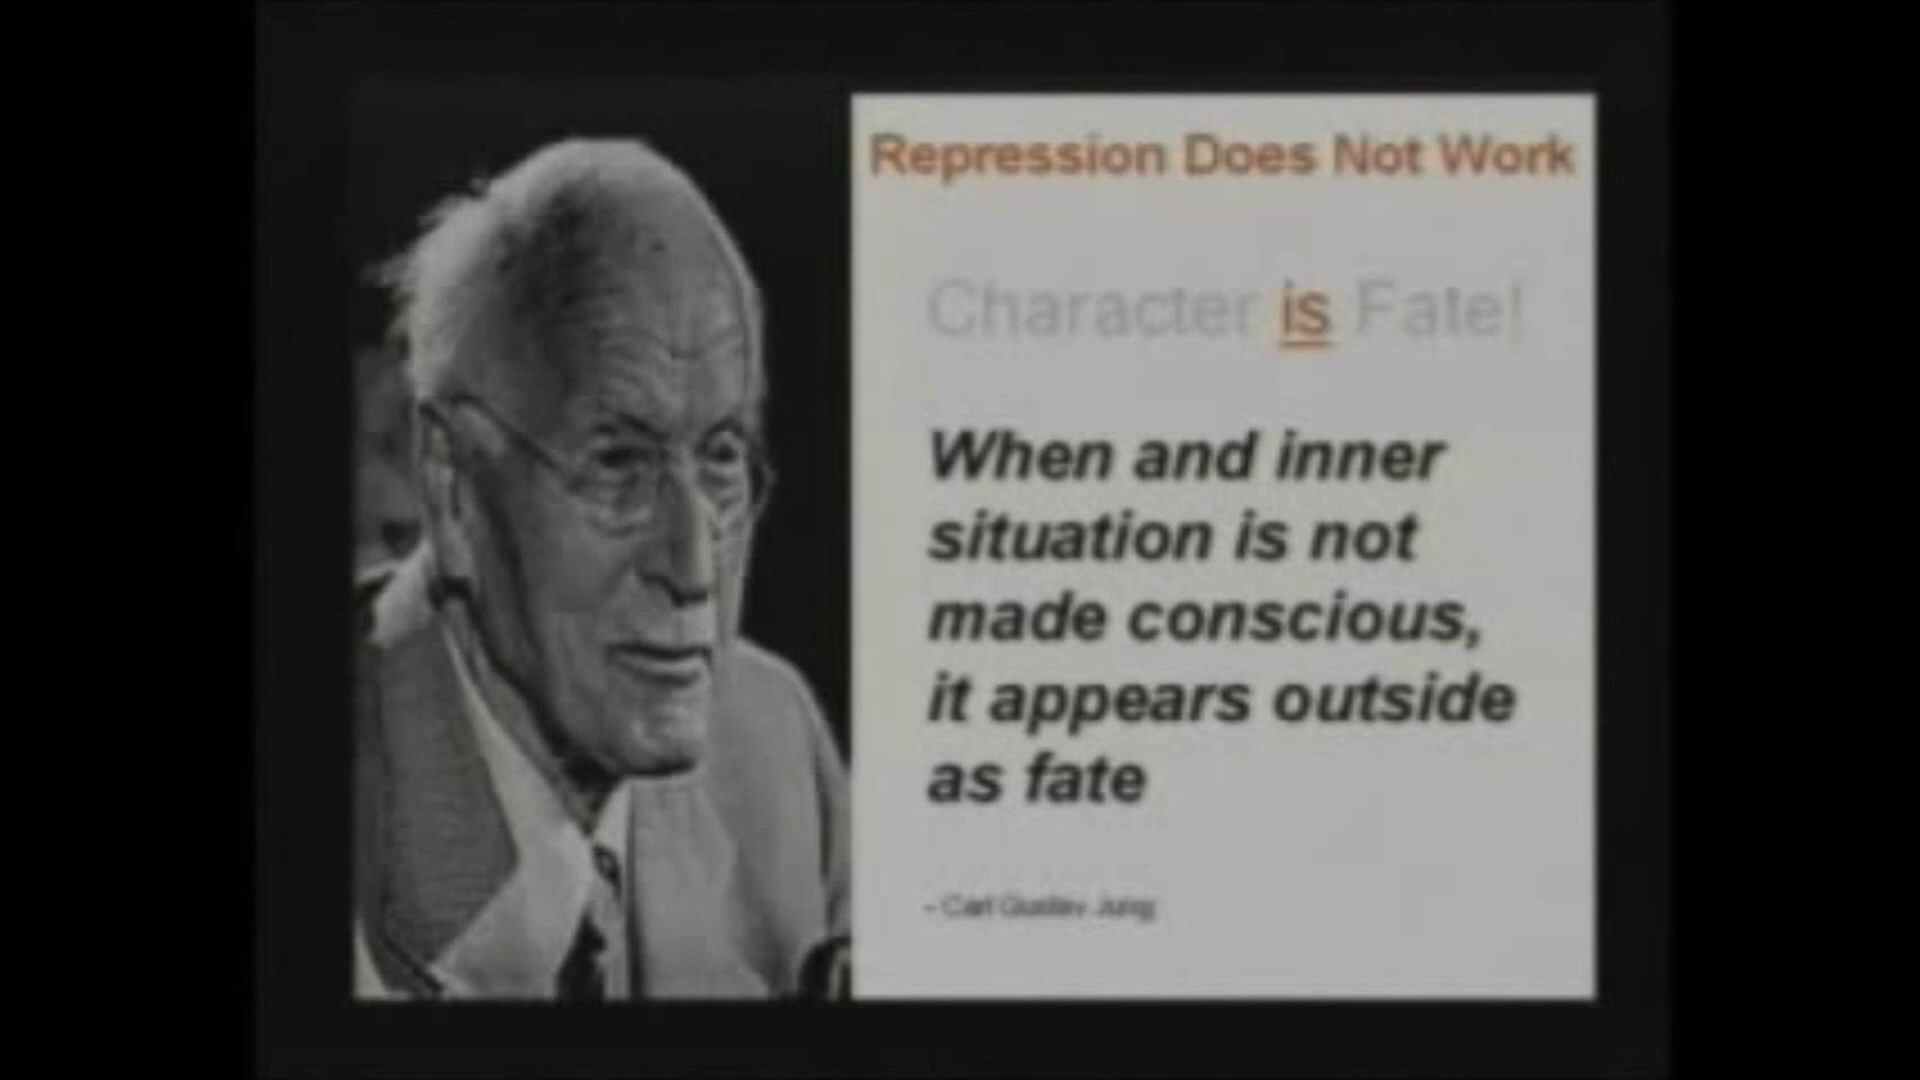 Repression Does Not Work
Character is Fate!
When and inner
situation is not
made conscious,
it appears outside
as fate
- Carl Gustav Jung